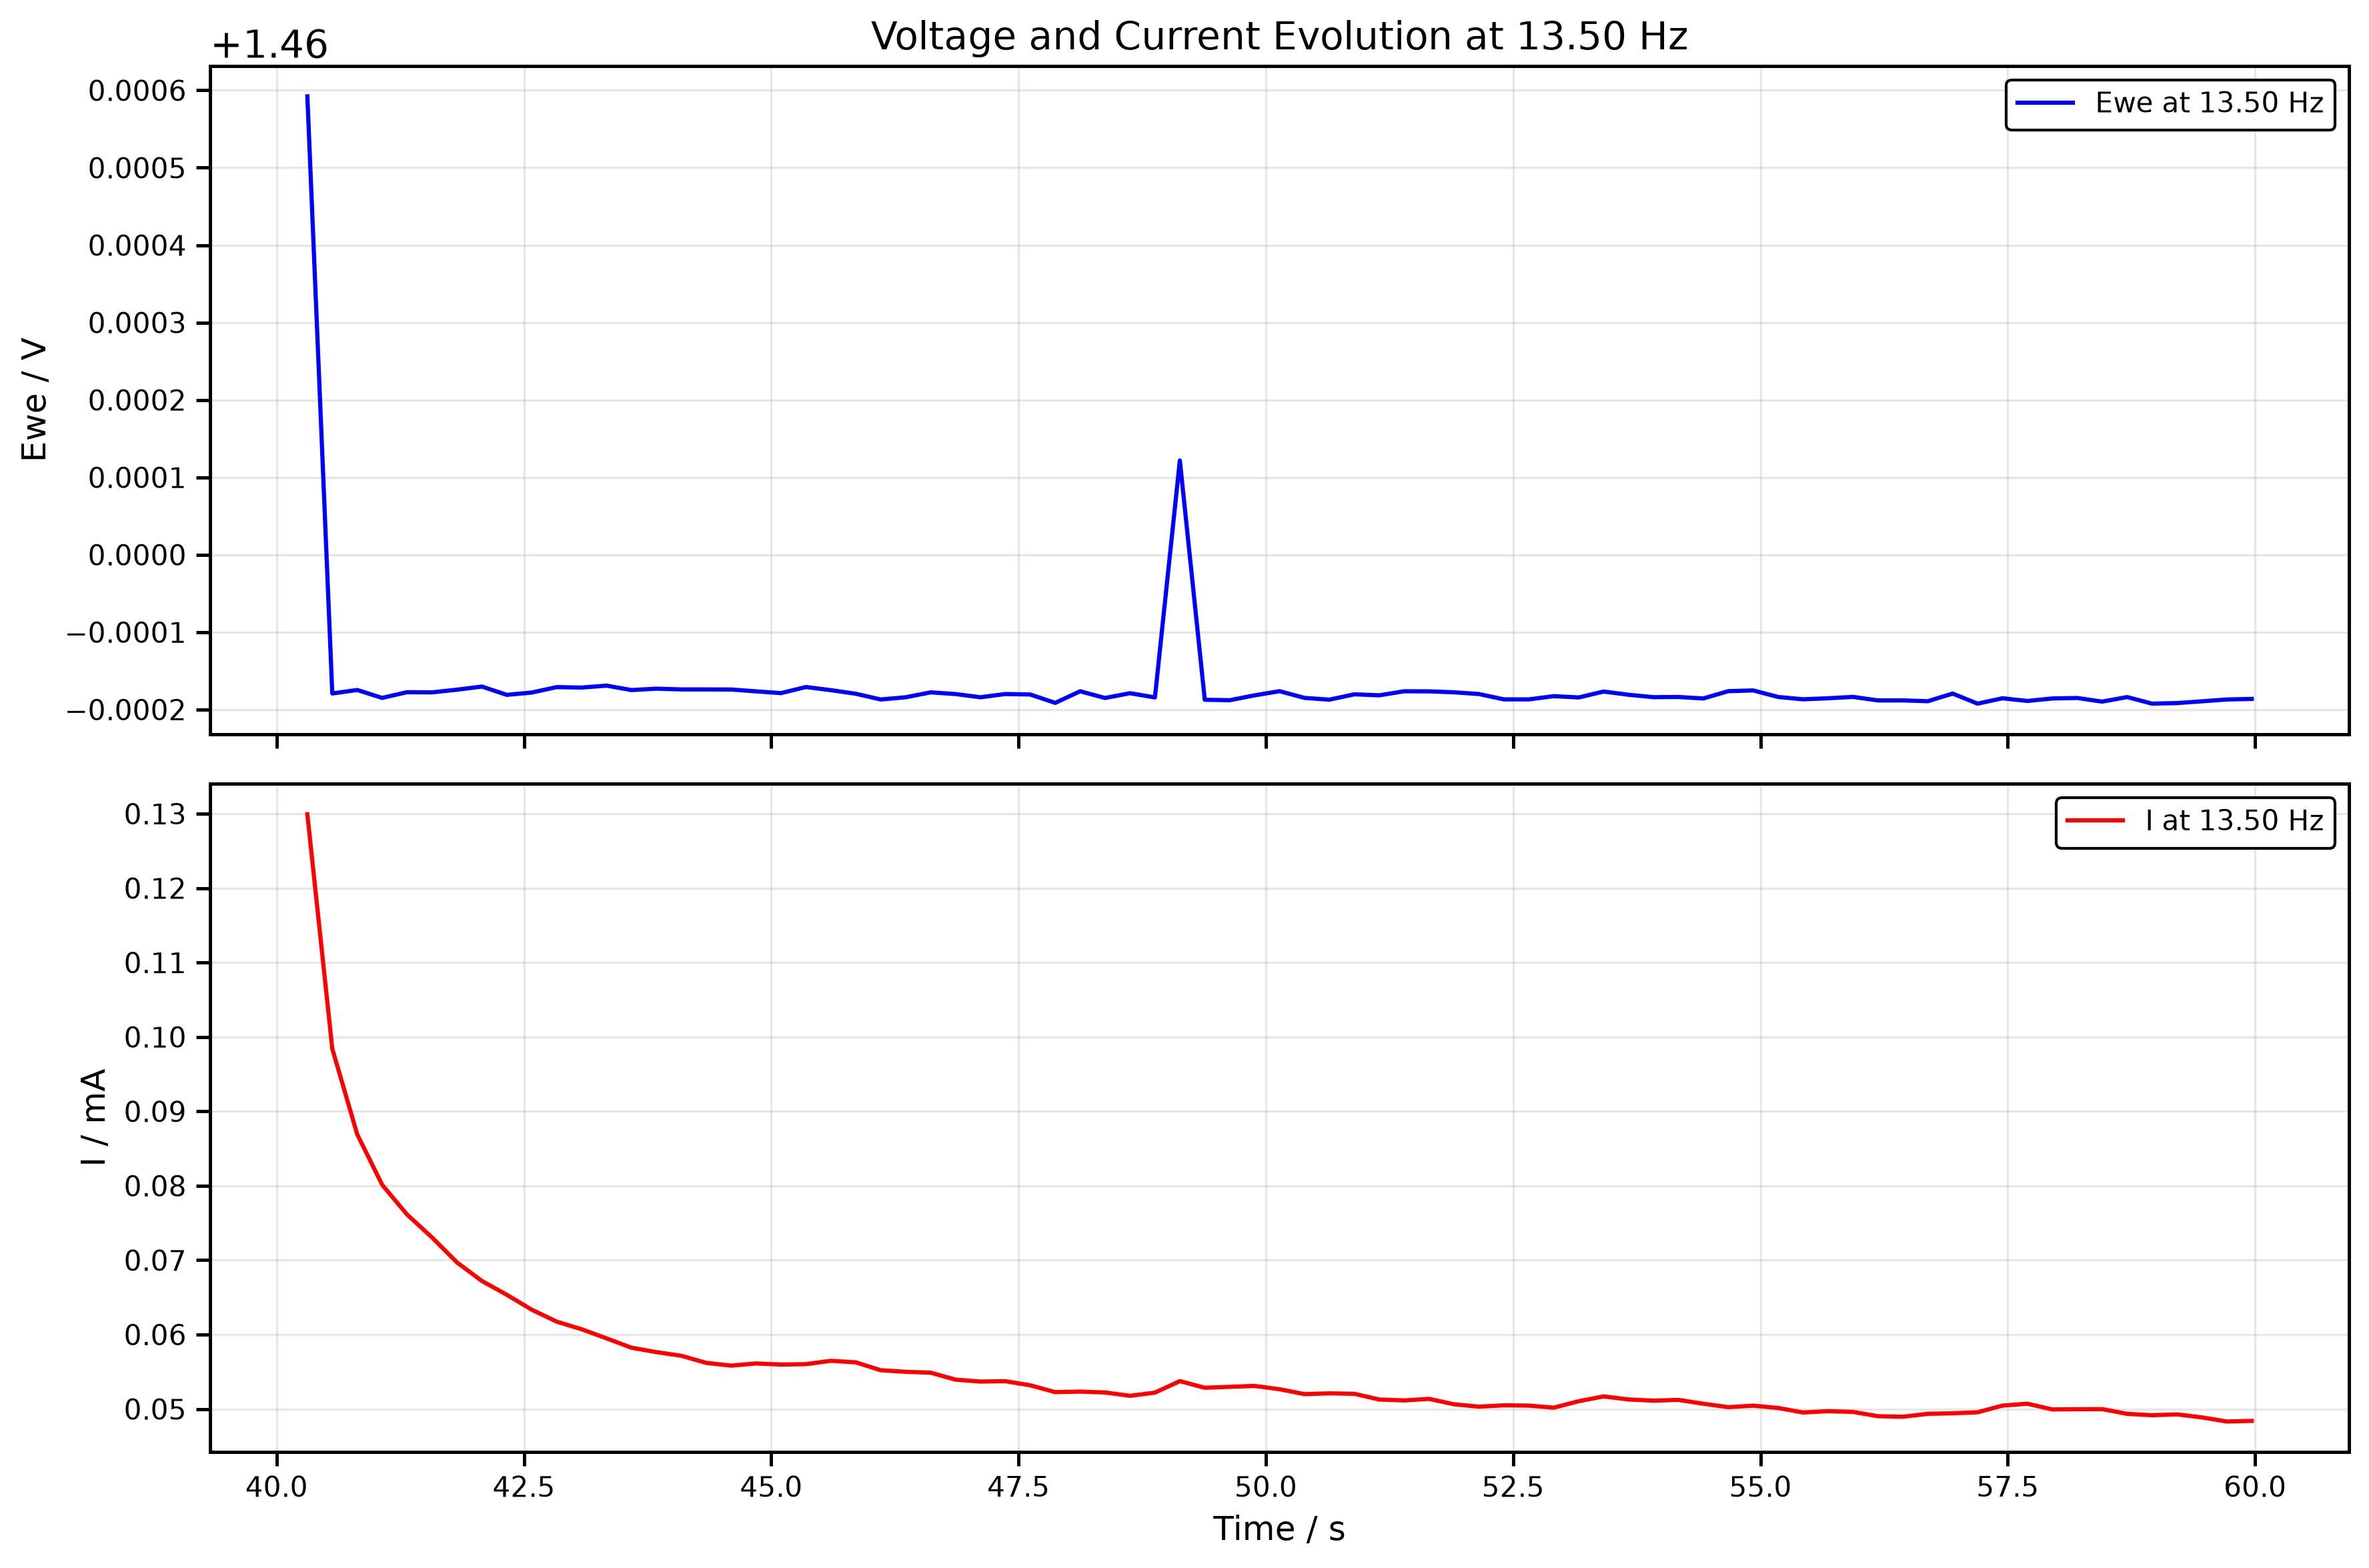 Voltage and Current Evolution at 13.50 Hz
+1.46
Ewe at 13.50 Hz
0.0006
0.0005
0.0004
0.0003
0.0002
0.0001
0.0000
−0.0001
−0.0002
Ewe / V
I at 13.50 Hz
0.13
0.12
0.11
0.10
0.09
0.08
0.07
0.06
0.05
I / mA
40.0 42.5 45.0 47.5 50.0 52.5 55.0 57.5 60.0
Time / s